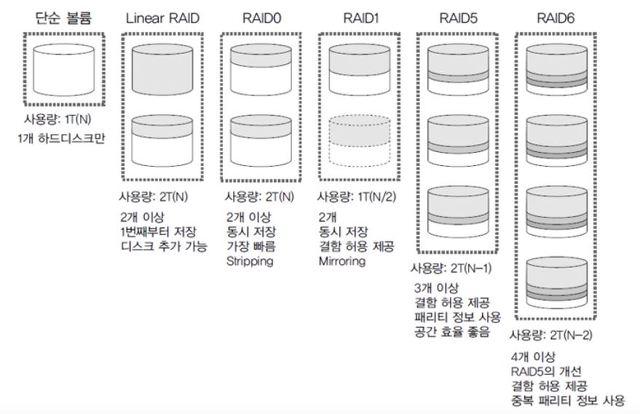 단순 볼륨
사용량: 1T(N)
1개 하드디스크만
Linear RAID
사용량: 2T(N)
2개 이상
1번째부터 저장
디스크 추가 가능
RAID0
사용량: 2T(N)
2개 이상
동시 저장
가장 빠름
Stripping
RAID1
사용량: 1T(N/2)
2개
동시 저장
결함 허용 제공
Mirroring
RAID5
사용량: 2T(N-1)
3개 이상
결함 허용 제공
패리티 정보 사용
공간 효율 좋음
RAID6
사용량: 2T(N-2)
4개 이상
RAID5의 개선
결함 허용 제공
중복 패리티 정보 사용